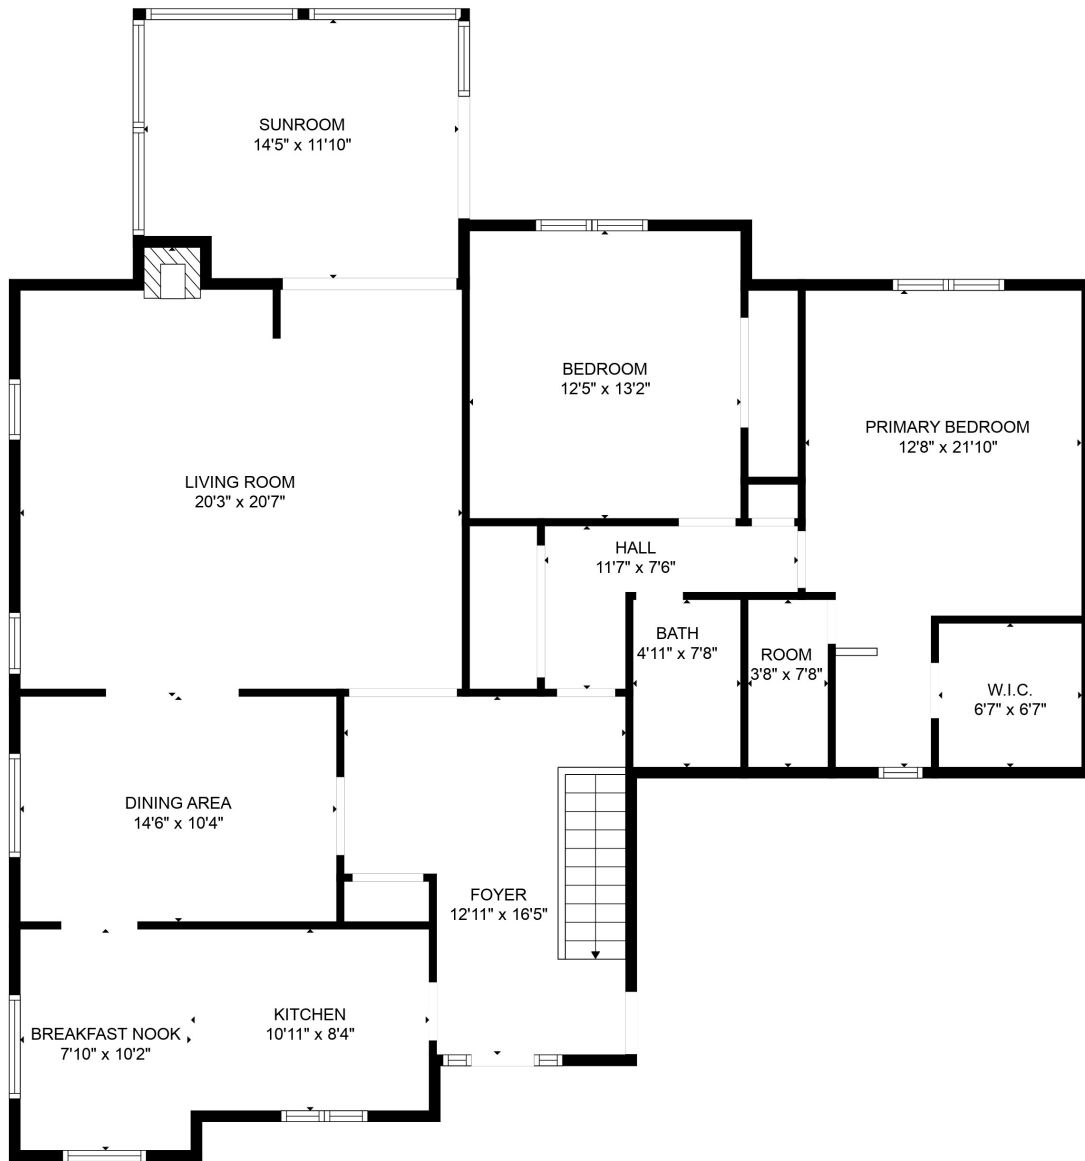 SUNROOM
14'5" x 11'10"
BEDROOM
12'5" x 13'2"
PRIMARY BEDROOM
12'8" x 21'10"
LIVING ROOM
20'3" x 20'7"
HALL
11'7" x 7'6"
BATH
4'11" x 7'8"
ROOM
3'8" x 7'8"
W.I.C.
6'7" x 6'7"
DINING AREA
14'6" x 10'4"
FOYER
12'11" x 16'5"
KITCHEN
10'11" x 8'4"
BREAKFAST NOOK
7'10" x 10'2"